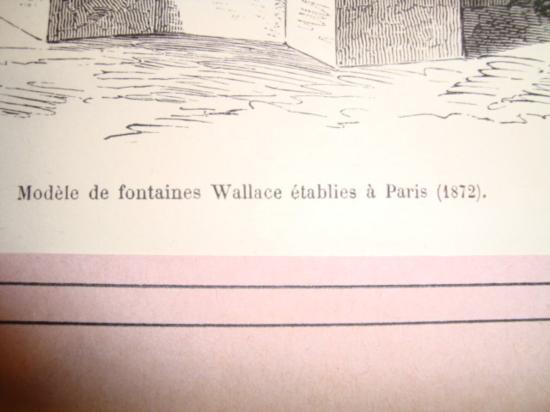 Modèle de fontaines Wallace établies à Paris (1872).